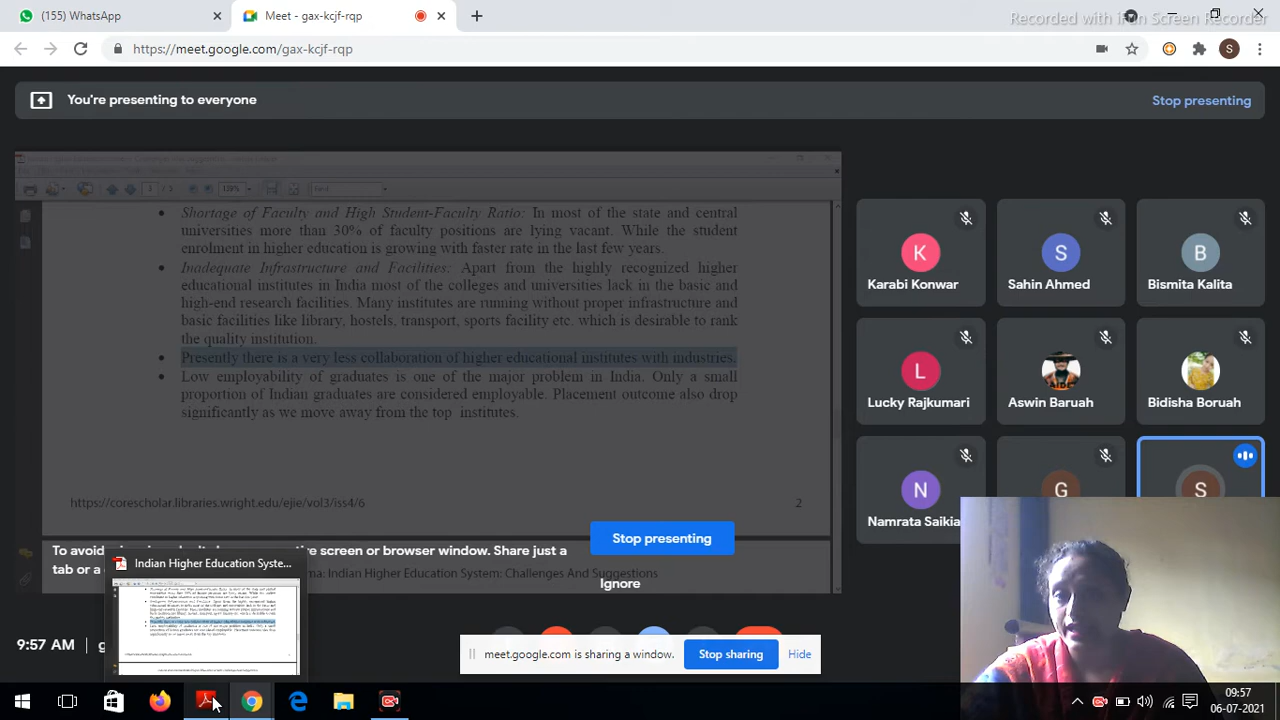 (155) WhatsApp
Meet - gax-kcjf-rqp
Recorded with iFun Screen Recorder
https://meet.google.com/gax-kcjf-rqp
S
You're presenting to everyone
Stop presenting
129%
Shortage of Faculty and High Student-Faculty Ratio: In most of the state and central
universities more than 30% of faculty positions are lying vacant. While the student
enrolment in higher education is growing with faster rate in the last few years.
Inadequate Infrastructure and Facilities: Apart from the highly recognized higher
educational institutes in India most of the colleges and universities lack in the basic and
high-end research facilities. Many institutes are running without proper infrastructure and
basic facilities like library, hostels, transport, sports facility etc. which is desirable to rank
the quality institution.
Presently there is a very less collaboration of higher educational institutes with industries.
Low employability of graduates is one of the major problem in India. Only a small
proportion of Indian graduates are considered employable. Placement outcome also drop
significantly as we move away from the top institutes.
https://corescholar.libraries.wright.edu/ejie/vol3/iss4/6
2
K
Karabi Konwar
S
Sahin Ahmed
B
Bismita Kalita
L
Lucky Rajkumari
Aswin Baruah
Bidisha Boruah
N
Namrata Saikia
G
S
Stop presenting
To avoid
screen or browser window. Share just a
tab or a
Indian Higher Education System: Challenges And Suggestions
Ignore
Indian Higher Education Syste...
9:57 AM
meet.google.com is sharing a window.
Stop sharing
Hide
09:57
06-07-2021